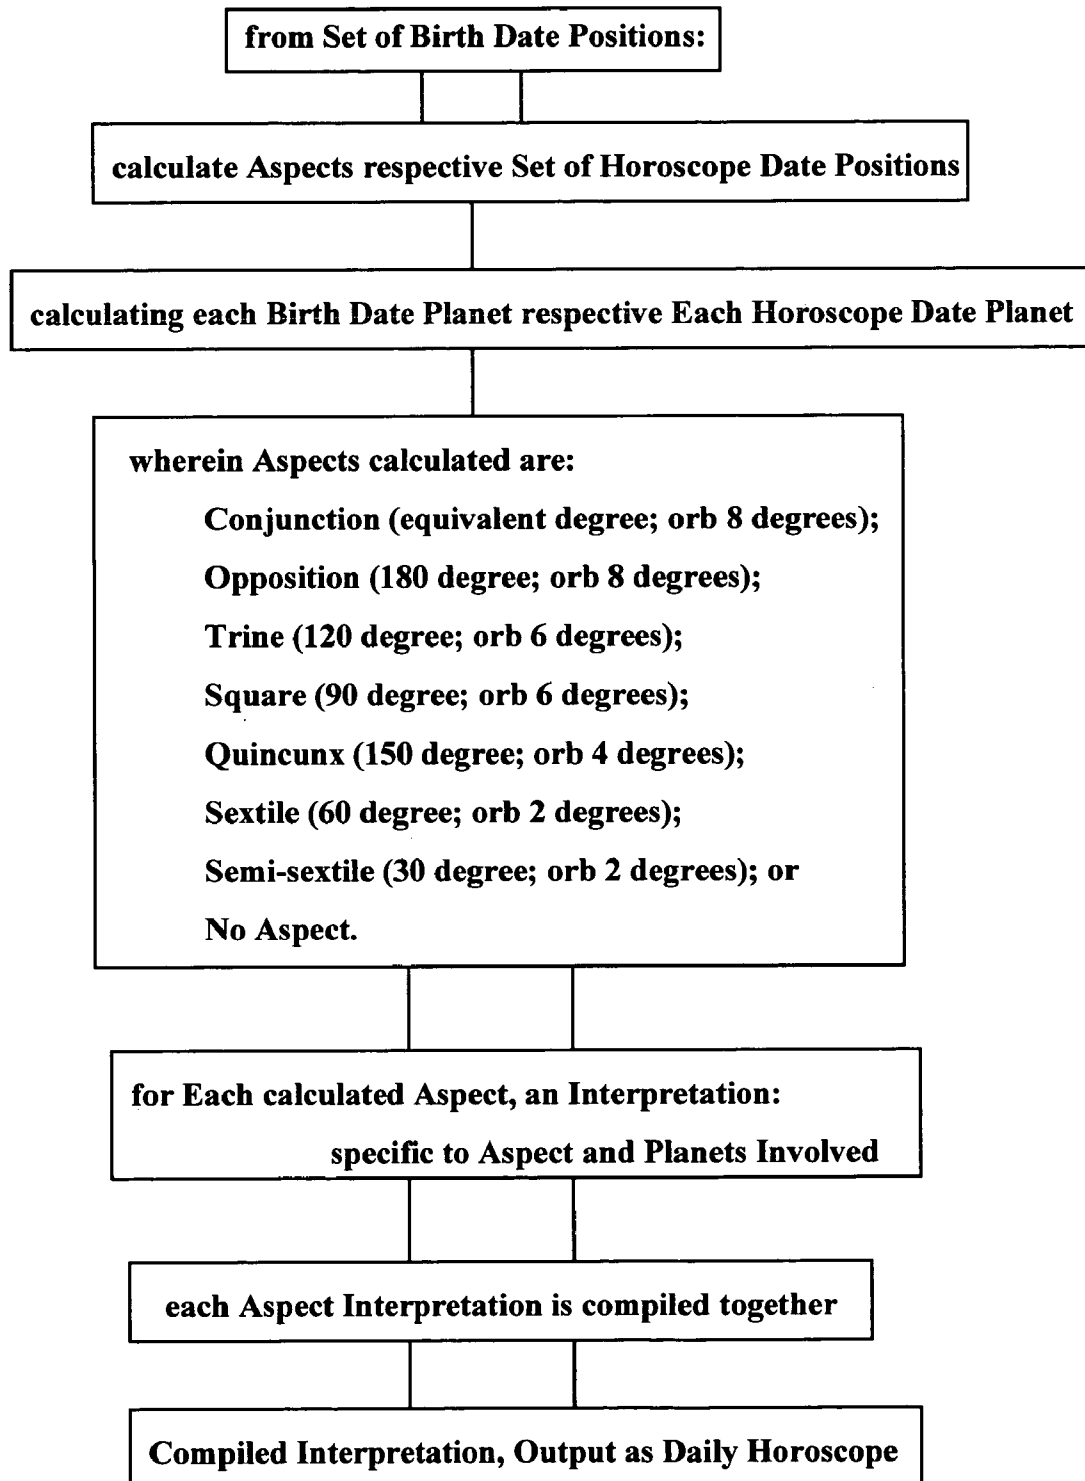 from Set of Birth Date Positions:
calculate Aspects respective Set of Horoscope Date Positions
calculating each Birth Date Planet respective Each Horoscope Date Planet
wherein Aspects calculated are:
Conjunction (equivalent degree; orb 8 degrees);
Opposition (180 degree; orb 8 degrees);
Trine (120 degree; orb 6 degrees);
Square (90 degree; orb 6 degrees);
Quincunx (150 degree; orb 4 degrees);
Sextile (60 degree; orb 2 degrees);
Semi-sextile (30 degree; orb 2 degrees); or
No Aspect.
for Each calculated Aspect, an Interpretation:
specific to Aspect and Planets Involved
each Aspect Interpretation is compiled together
Compiled Interpretation, Output as Daily Horoscope